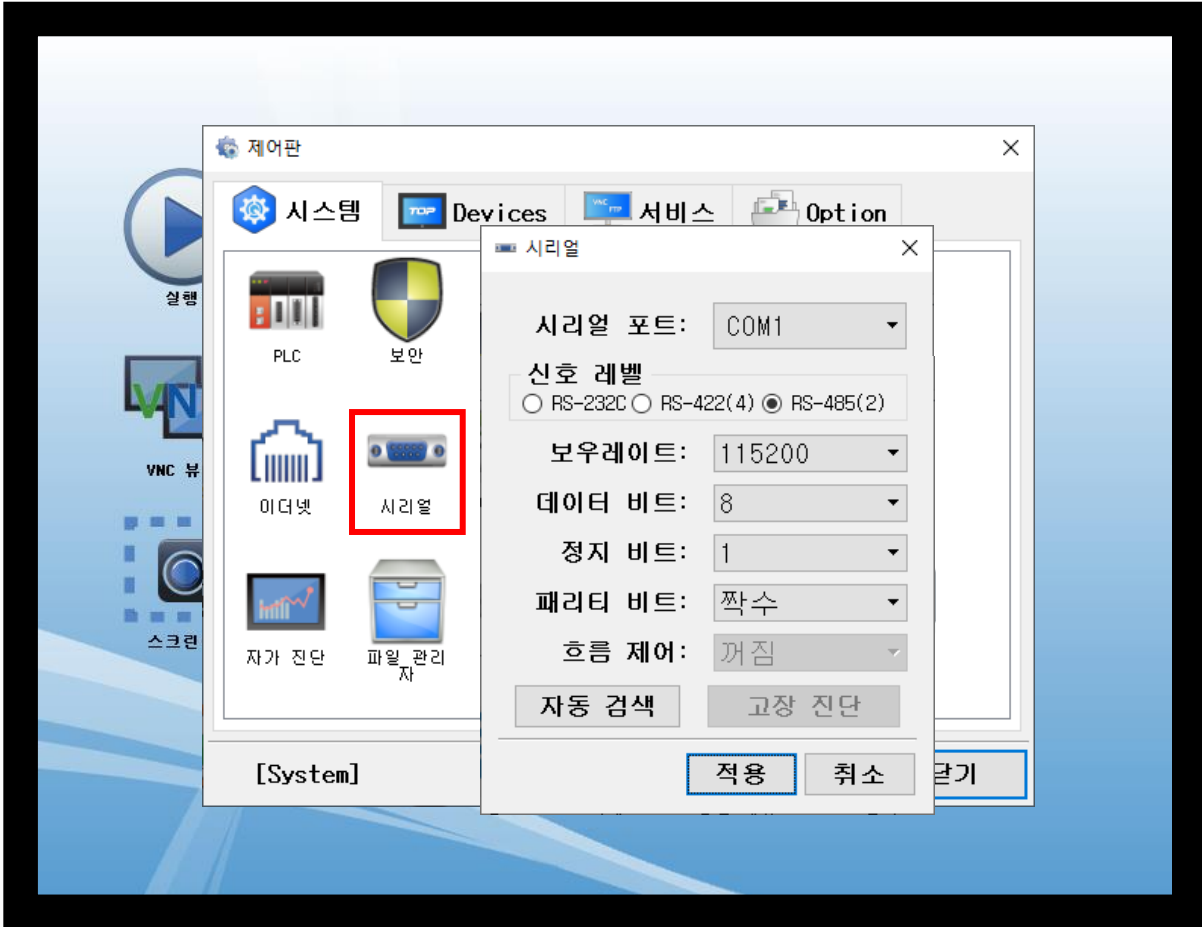 제어판
시스템
TOP
Devices
VNC
FTP
서비스
Option
시리얼
실행
PLC
보안
시리얼 포트: COM1
신호 레벨
RS-232C RS-422(4) RS-485(2)
보우레이트: 115200
VN
VNC 뷰
이더넷
시리얼
데이터 비트: 8
정지 비트: 1
패리티 비트: 짝수
흐름 제어: 꺼짐
스크린
자가 진단
파일 관리
자
자동 검색
고장 진단
[System]
적용
취소
닫기